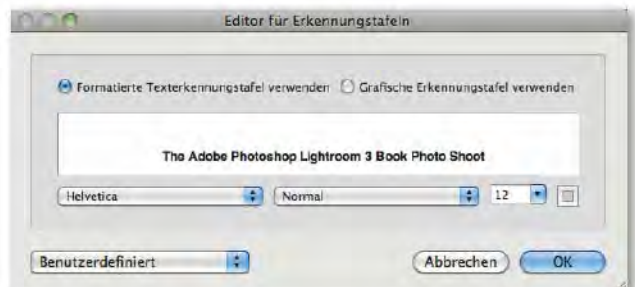 Editor für Erkennungstafeln
Formatierte Texterkennungstafel verwenden Grafische Erkennungstafel verwenden
The Adobe Photoshop Lightroom 3 Book Photo Shoot
Helvetica Normal 12
Benutzerdefiniert Abbrechen OK